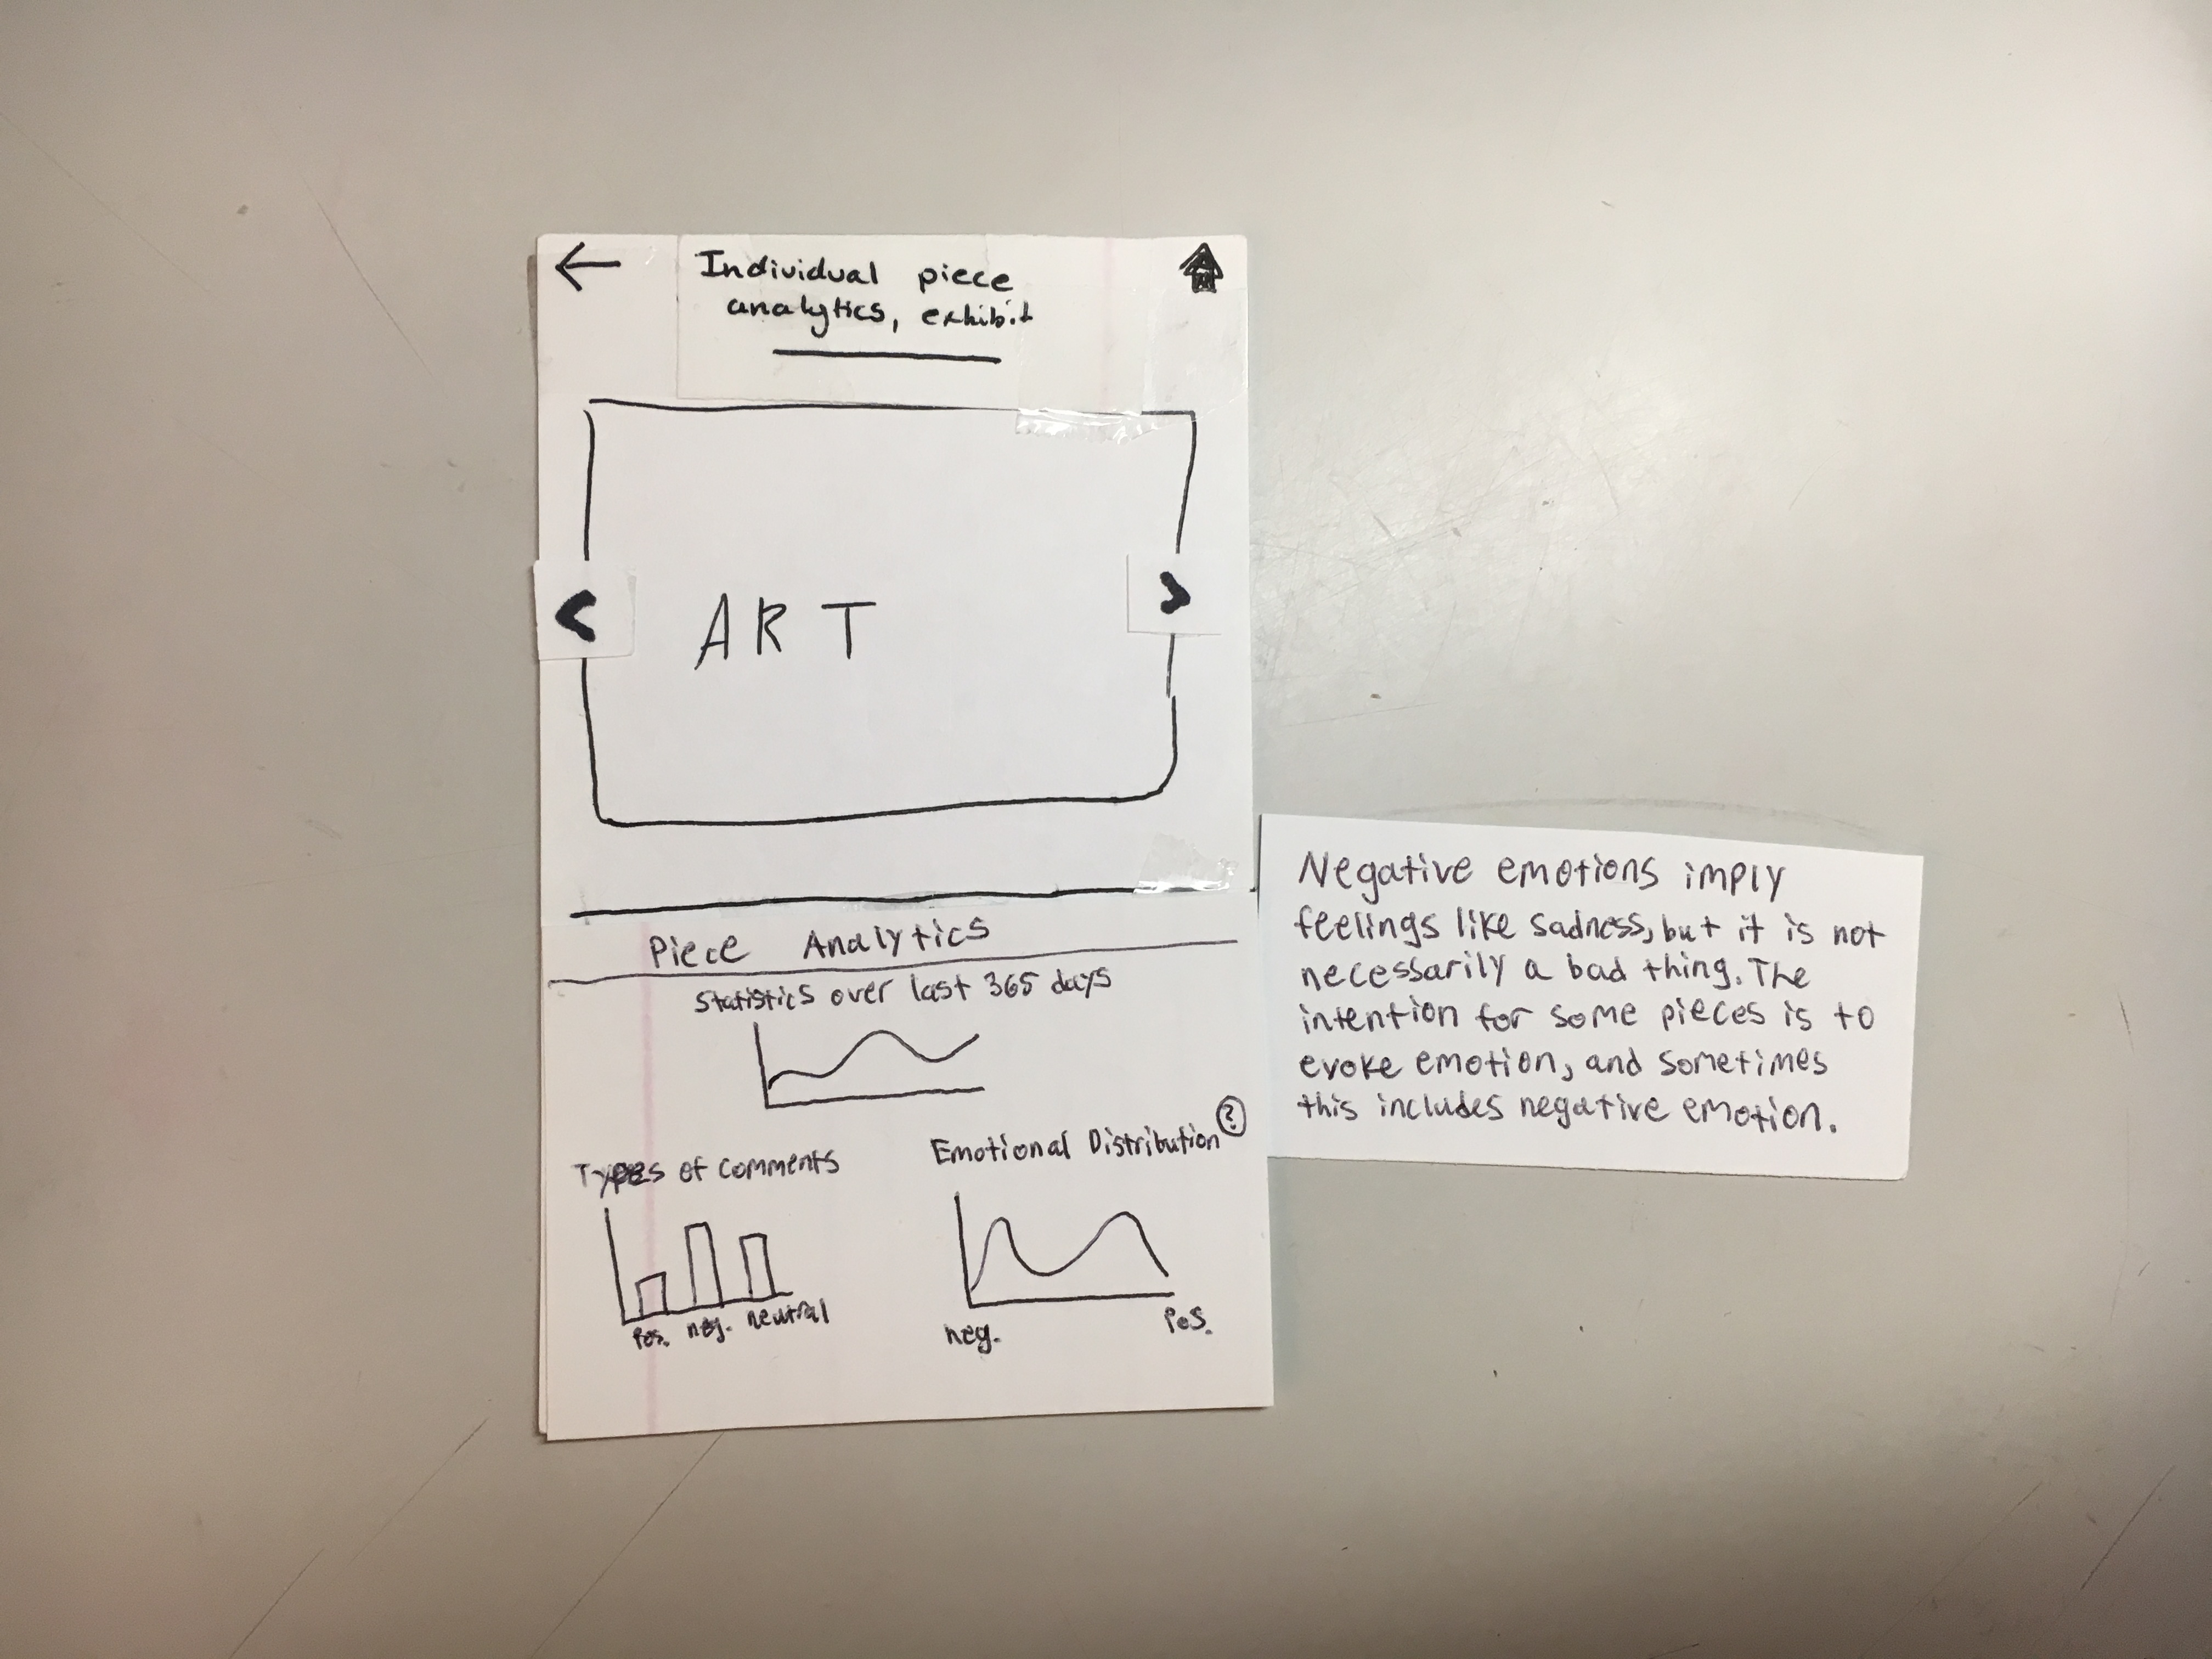 Individual piece
analytics, exhibit
A R T
Piece Analytics
statistics over last 365 days
Types of comments
pos. neg. neutral
Emotional Distribution ?
neg. Pos.
Negative emotions imply
feelings like sadness, but it is not
necessarily a bad thing. The
intention for some pieces is to
evoke emotion, and sometimes
this includes negative emotion.